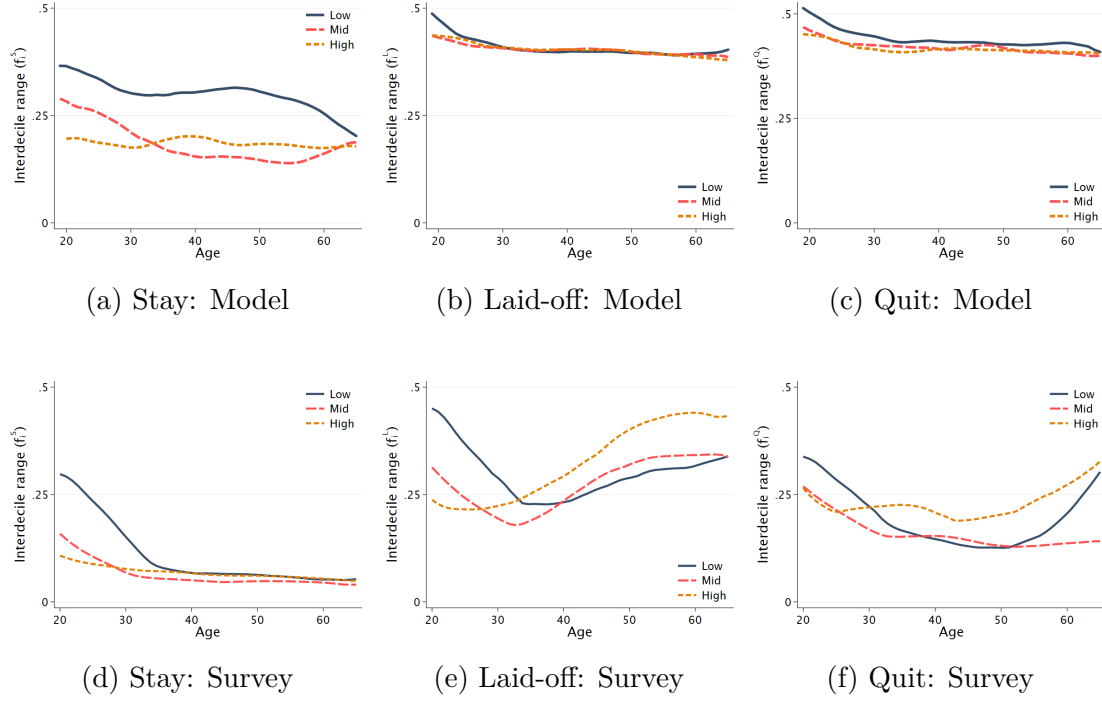 Interdecile range (f_i^S)
.5
.25
0
20 30 40 50 60
Age
Low
Mid
High
(a) Stay: Model
Interdecile range (f_i^L)
.5
.25
0
20 30 40 50 60
Age
Low
Mid
High
(b) Laid-off: Model
Interdecile range (f_i^Q)
.5
.25
0
20 30 40 50 60
Age
Low
Mid
High
(c) Quit: Model
Interdecile range (f_i^S)
.5
.25
0
20 30 40 50 60
Age
Low
Mid
High
(d) Stay: Survey
Interdecile range (f_i^L)
.5
.25
0
20 30 40 50 60
Age
Low
Mid
High
(e) Laid-off: Survey
Interdecile range (f_i^Q)
.5
.25
0
20 30 40 50 60
Age
Low
Mid
High
(f) Quit: Survey